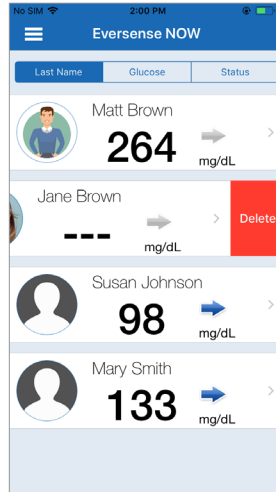 No SIM 2:00 PM
Eversense NOW
Last Name Glucose Status
Matt Brown
264
mg/dL
Jane Brown
---
mg/dL
Delete
Susan Johnson
98
mg/dL
Mary Smith
133
mg/dL